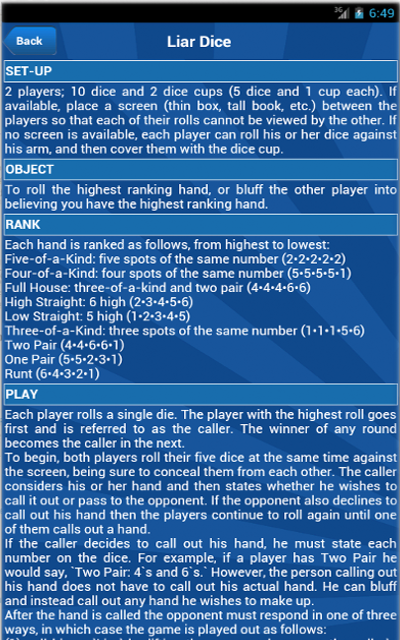 3G 6:49
Back
Liar Dice
SET-UP
2 players; 10 dice and 2 dice cups (5 dice and 1 cup each). If
available, place a screen (thin box, tall book, etc.) between the
players so that each of their rolls cannot be viewed by the other. If
no screen is available, each player can roll his or her dice against
his arm, and then cover them with the dice cup.
OBJECT
To roll the highest ranking hand, or bluff the other player into
believing you have the highest ranking hand.
RANK
Each hand is ranked as follows, from highest to lowest:
Five-of-a-Kind: five spots of the same number (2•2•2•2•2)
Four-of-a-Kind: four spots of the same number (5•5•5•5•1)
Full House: three-of-a-kind and two pair (4•4•4•6•6)
High Straight: 6 high (2•3•4•5•6)
Low Straight: 5 high (1•2•3•4•5)
Three-of-a-Kind: three spots of the same number (1•1•1•5•6)
Two Pair (4•4•6•6•1)
One Pair (5•5•2•3•1)
Runt (6•4•3•2•1)
PLAY
Each player rolls a single die. The player with the highest roll goes
first and is referred to as the caller. The winner of any round
becomes the caller in the next.
To begin, both players roll their five dice at the same time against
the screen, being sure to conceal them from each other. The caller
considers his or her hand and then states whether he wishes to
call it out or pass to the opponent. If the opponent also declines to
call out his hand then the players continue to roll again until one
of them calls out a hand.
If the caller decides to call out his hand, he must state each
number on the dice. For example, if a player has Two Pair he
would say, `Two Pair: 4`s and 6`s.` However, the person calling out
his hand does not have to call out his actual hand. He can bluff
and instead call out any hand he wishes to make up.
After the hand is called the opponent must respond in one of three
ways, in which case the game is played out as follows: